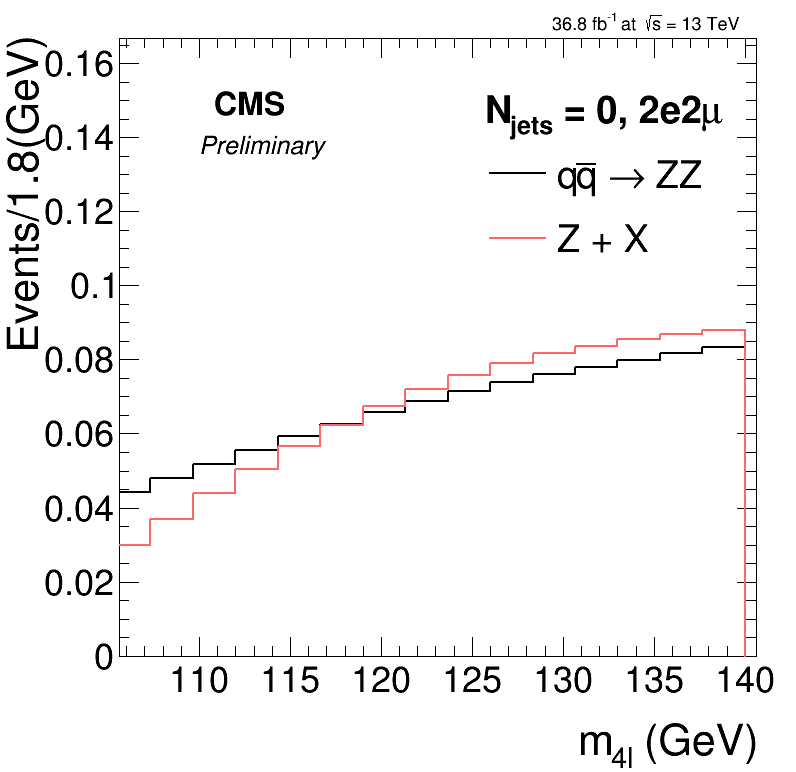 36.8 fb⁻¹ at √s = 13 TeV
CMS
Preliminary
N_jets = 0, 2e2μ
qq̅ → ZZ
Z + X
Events/1.8(GeV)
0.16
0.14
0.12
0.1
0.08
0.06
0.04
0.02
0
110 115 120 125 130 135 140
m_4l (GeV)